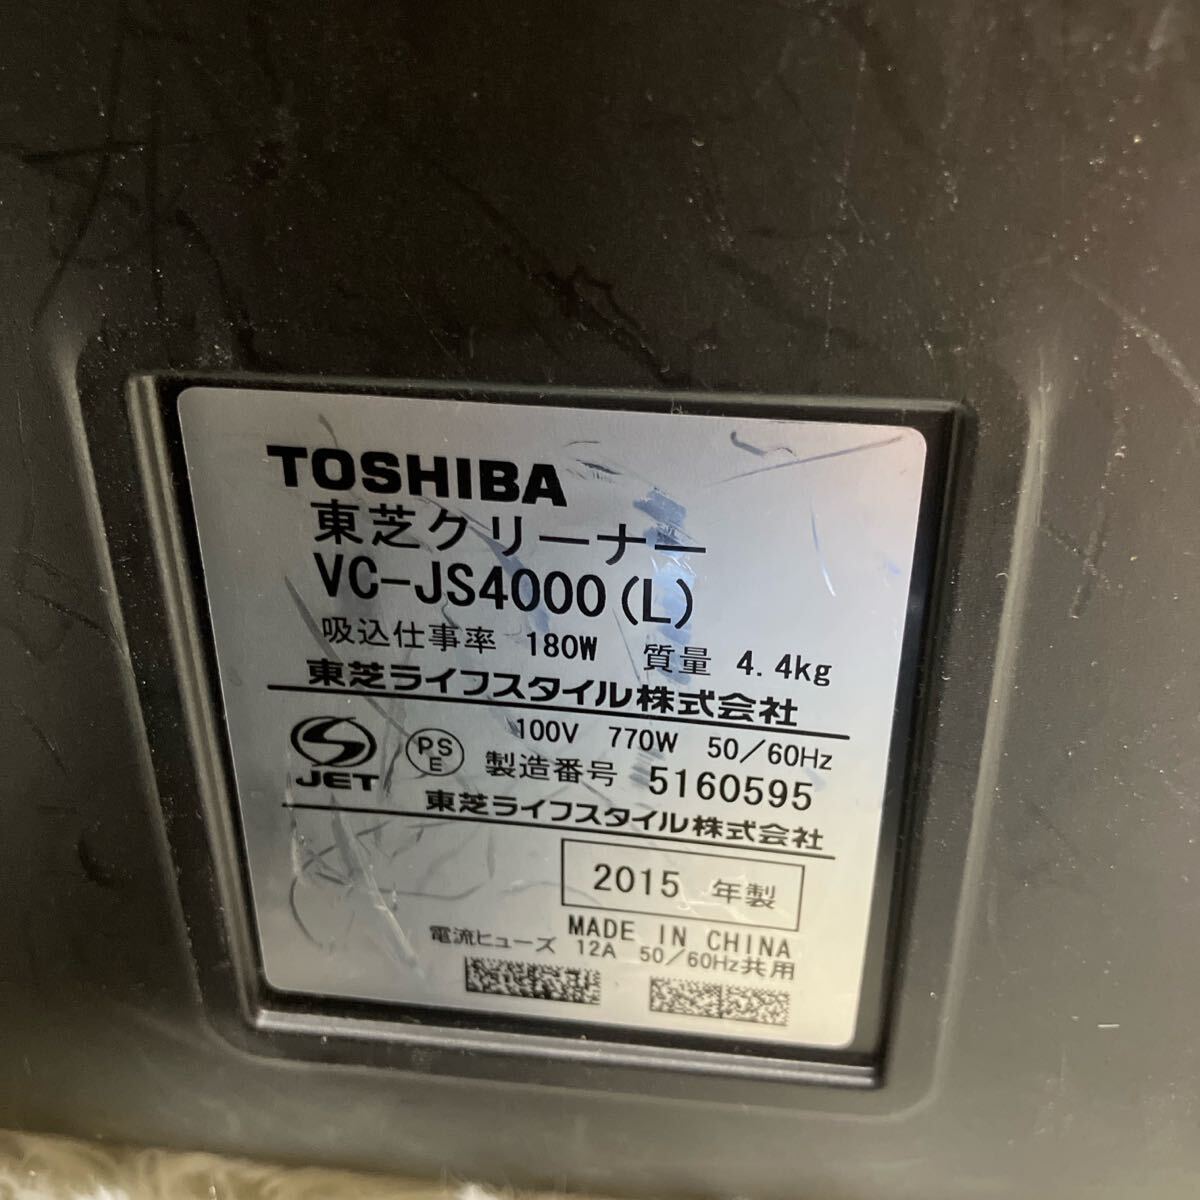 TOSHIBA
東芝クリーナー
VC-JS4000(L)
吸込仕事率 180W 質量 4.4kg
東芝ライフスタイル株式会社
100V 770W 50/60Hz
JET PSE 製造番号 5160595
東芝ライフスタイル株式会社
2015 年製
MADE IN CHINA
電流ヒューズ 12A 50/60Hz共用